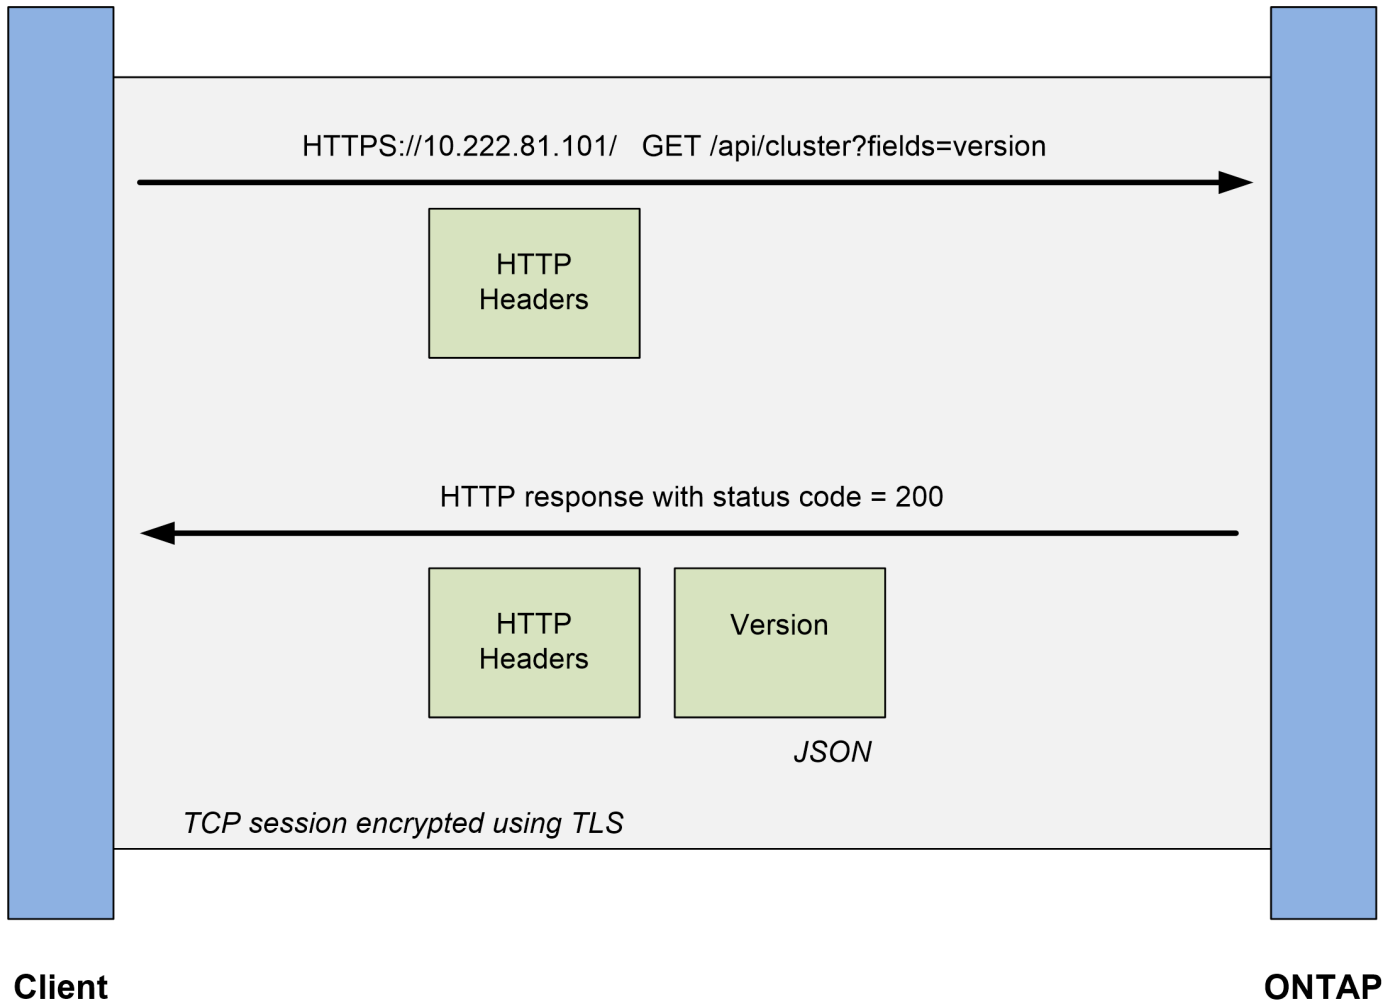 HTTPS://10.222.81.101/   GET /api/cluster?fields=version
HTTP
Headers
HTTP response with status code = 200
HTTP
Headers
Version
JSON
TCP session encrypted using TLS
Client
ONTAP